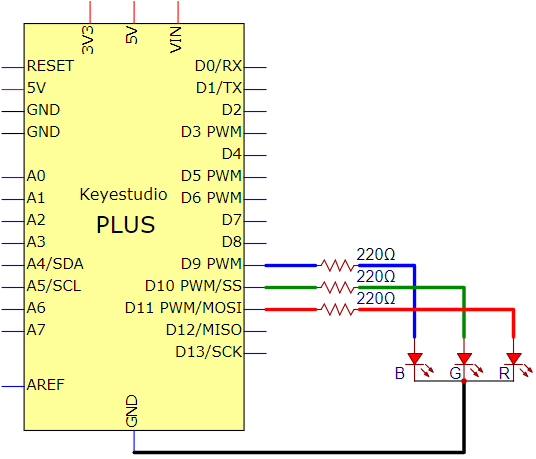 3V3
5V
VIN
RESET
5V
GND
GND
A0
A1
A2
A3
A4/SDA
A5/SCL
A6
A7
AREF
Keyestudio
PLUS
D0/RX
D1/TX
D2
D3 PWM
D4
D5 PWM
D6 PWM
D7
D8
D9 PWM
D10 PWM/SS
D11 PWM/MOSI
D12/MISO
D13/SCK
GND
220Ω
220Ω
220Ω
B
G
R